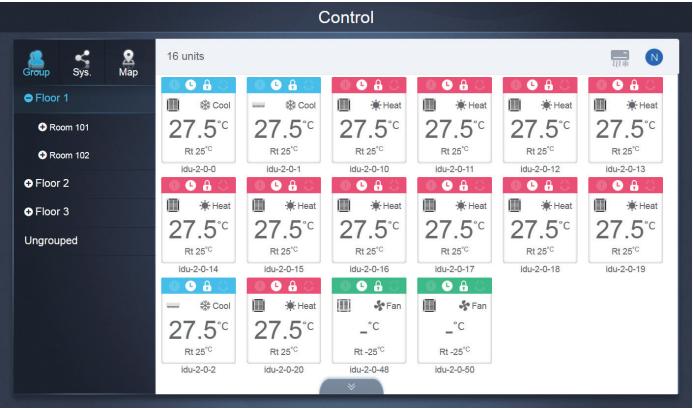 Control
Group Sys. Map
16 units
N
Floor 1
Room 101
Room 102
Floor 2
Floor 3
Ungrouped
Cool Cool Heat Heat Heat Heat
27.5°C 27.5°C 27.5°C 27.5°C 27.5°C 27.5°C
Rt 25°C Rt 25°C Rt 25°C Rt 25°C Rt 25°C Rt 25°C
idu-2-0-0 idu-2-0-1 idu-2-0-10 idu-2-0-11 idu-2-0-12 idu-2-0-13
Heat Heat Heat Heat Heat Heat
27.5°C 27.5°C 27.5°C 27.5°C 27.5°C 27.5°C
Rt 25°C Rt 25°C Rt 25°C Rt 25°C Rt 25°C Rt 25°C
idu-2-0-14 idu-2-0-15 idu-2-0-16 idu-2-0-17 idu-2-0-18 idu-2-0-19
Cool Heat Fan Fan
27.5°C 27.5°C _°C _°C
Rt 25°C Rt 25°C Rt -25°C Rt -25°C
idu-2-0-2 idu-2-0-20 idu-2-0-48 idu-2-0-50